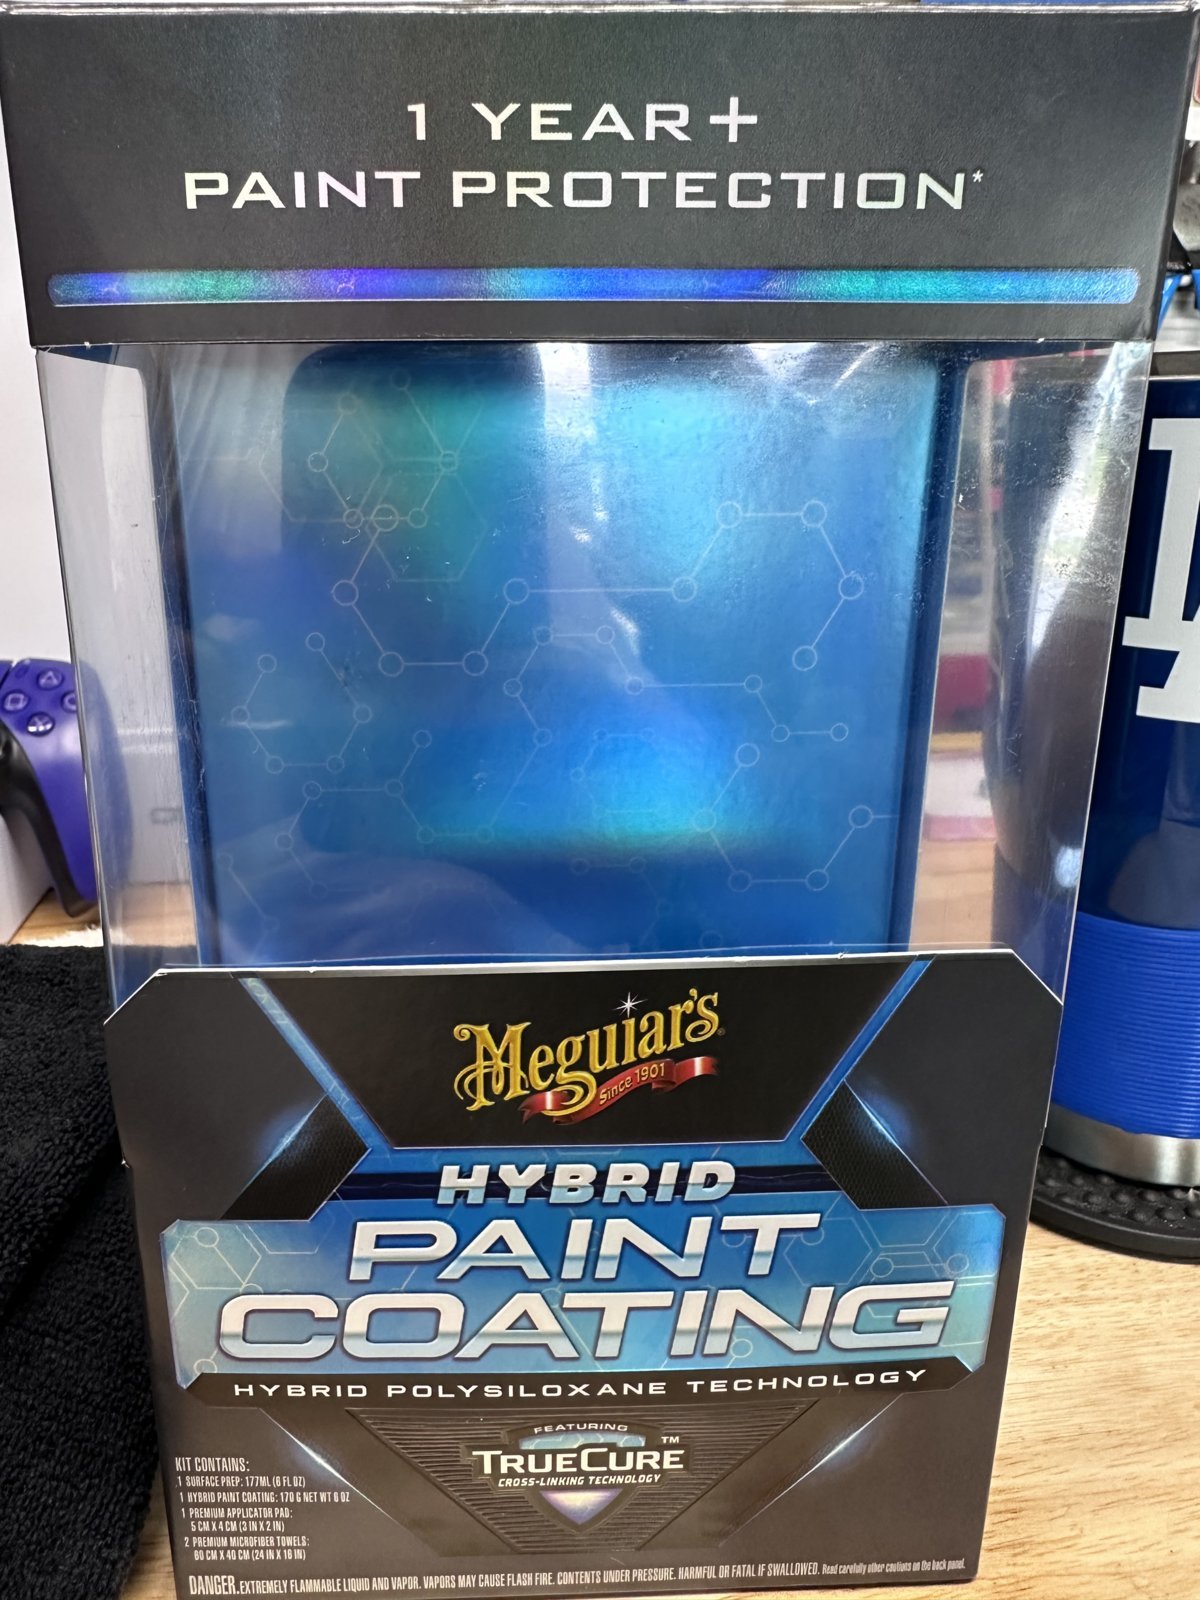 1 YEAR+
PAINT PROTECTION*
LA
Meguiar's
Since 1901
HYBRID
PAINT
COATING
HYBRID POLYSILOXANE TECHNOLOGY
FEATURING
TRUECURE™
CROSS-LINKING TECHNOLOGY
KIT CONTAINS:
1 SURFACE PREP: 177ML (6 FL OZ)
1 HYBRID PAINT COATING: 170 G NET WT 6 OZ
1 PREMIUM APPLICATOR PAD:
5 CM X 4 CM (3 IN X 2 IN)
2 PREMIUM MICROFIBER TOWELS:
60 CM X 40 CM (24 IN X 16 IN)
DANGER. EXTREMELY FLAMMABLE LIQUID AND VAPOR. VAPORS MAY CAUSE FLASH FIRE. CONTENTS UNDER PRESSURE. HARMFUL OR FATAL IF SWALLOWED. Read carefully other cautions on the back panel.